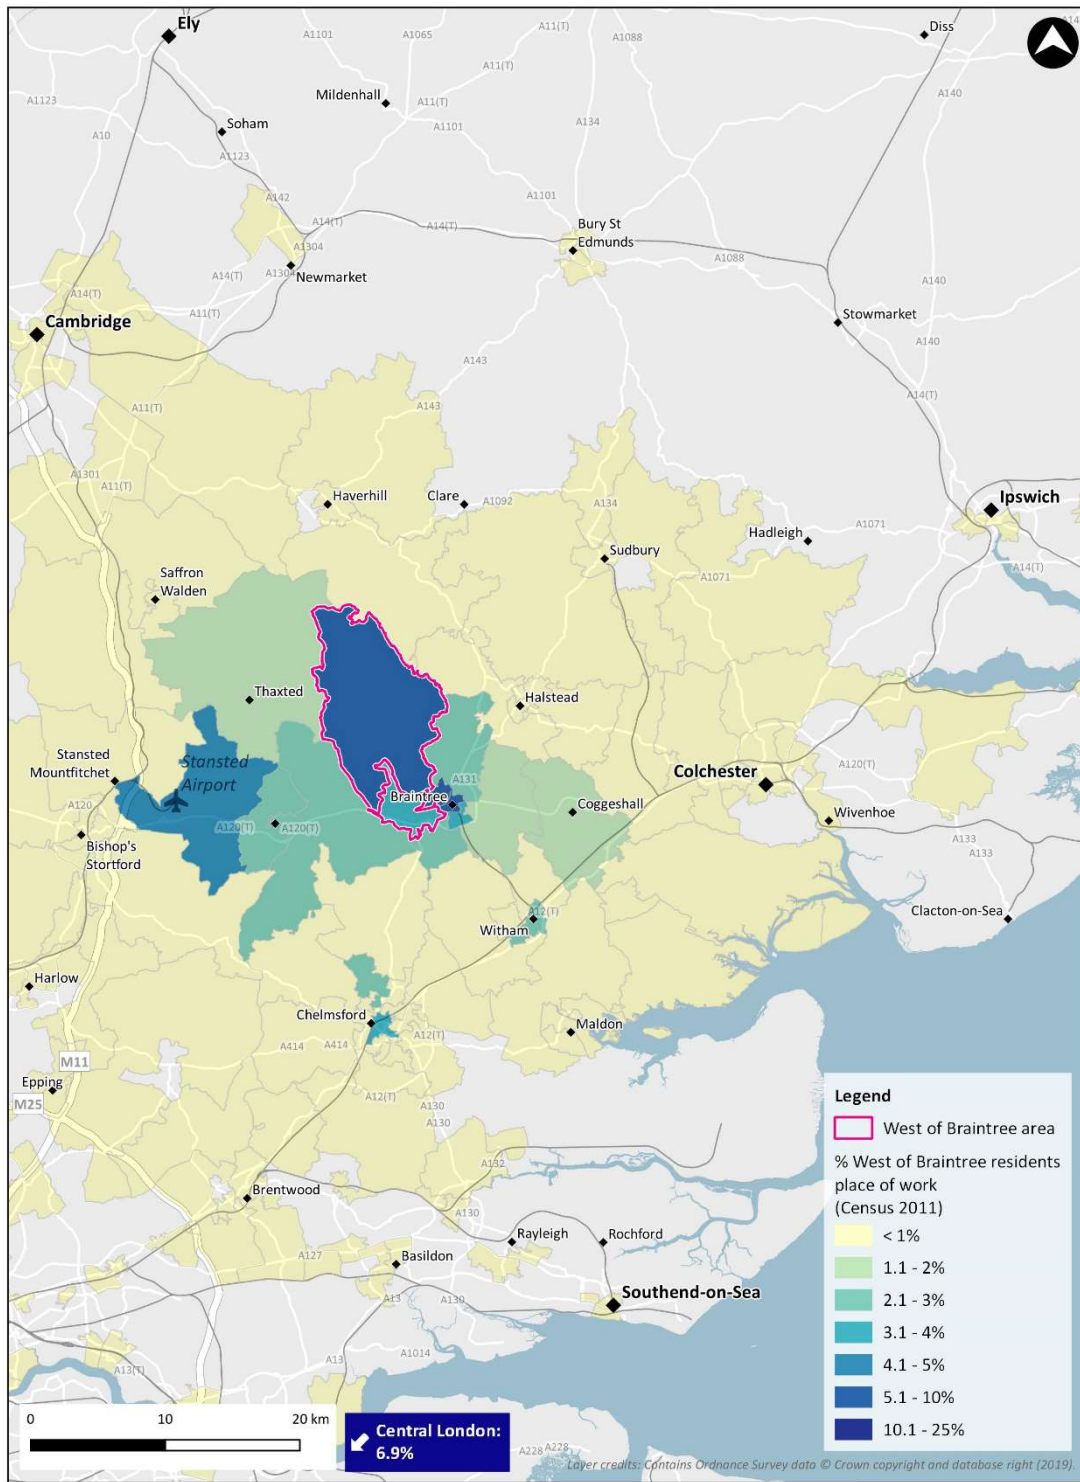 Ely
Diss
A1101
A1065
A1088
A11(T)
A140
Mildenhall
A11(T)
A1123
A1101
A134
A10
Soham
A1123
A140
A142
A1101
A14(T)
A14(T)
Bury St
Edmunds
A1304
A1088
A14(T)
A1304
Newmarket
A140
A14(T)
A11(T)
Cambridge
Stowmarket
A140
A143
A14(T)
A11(T)
A143
A1301
A11(T)
Haverhill
Clare
A1092
A134
Ipswich
Hadleigh
A1071
Sudbury
A14(T)
Saffron
Walden
A1071
Thaxted
Halstead
Stansted
Mountfitchet
Stansted
Airport
A131
Colchester
A120(T)
Braintree
A120
Coggeshall
A120(T)
A120(T)
Wivenhoe
Bishop's
Stortford
A133
A133
A12(T)
Clacton-on-Sea
Witham
Harlow
Chelmsford
Maldon
A414
A414
A12(T)
M11
Epping
A12(T)
A130
A130
M25
A132
Brentwood
A130
Rayleigh
Rochford
A127
Basildon
A13
A130
Southend-on-Sea
A1014
A13
A13(T)
A228
A228
Legend
West of Braintree area
% West of Braintree residents
place of work
(Census 2011)
< 1%
1.1 - 2%
2.1 - 3%
3.1 - 4%
4.1 - 5%
5.1 - 10%
10.1 - 25%
0 10 20 km
Central London:
6.9%
Layer credits: Contains Ordnance Survey data © Crown copyright and database right (2019).